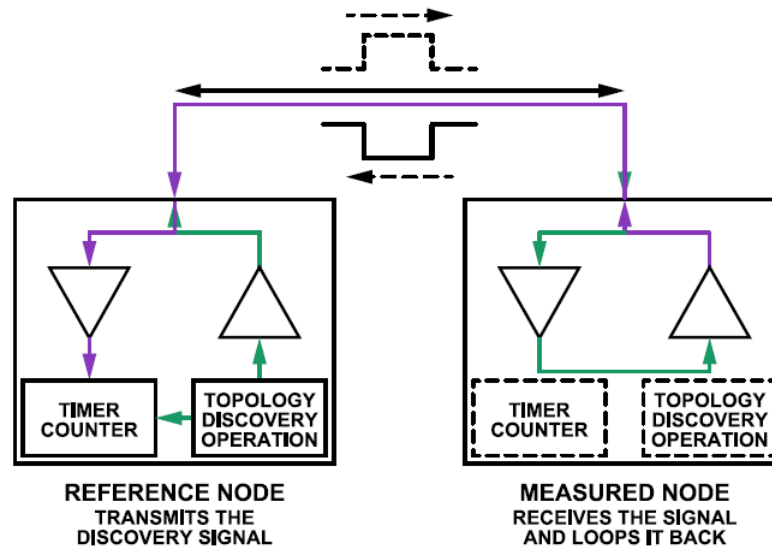 TIMER
COUNTER
TOPOLOGY
DISCOVERY
OPERATION
TIMER
COUNTER
TOPOLOGY
DISCOVERY
OPERATION
REFERENCE NODE
TRANSMITS THE
DISCOVERY SIGNAL
MEASURED NODE
RECEIVES THE SIGNAL
AND LOOPS IT BACK